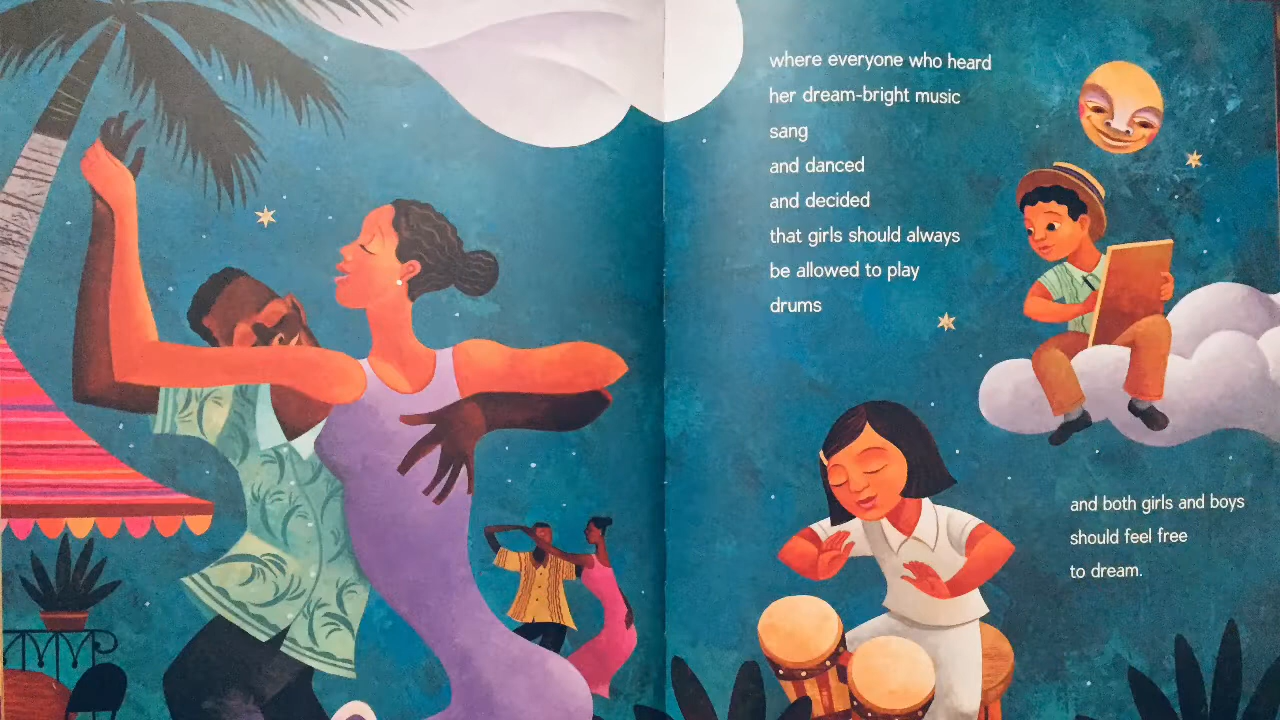 where everyone who heard
her dream-bright music
sang
and danced
and decided
that girls should always
be allowed to play
drums
and both girls and boys
should feel free
to dream.